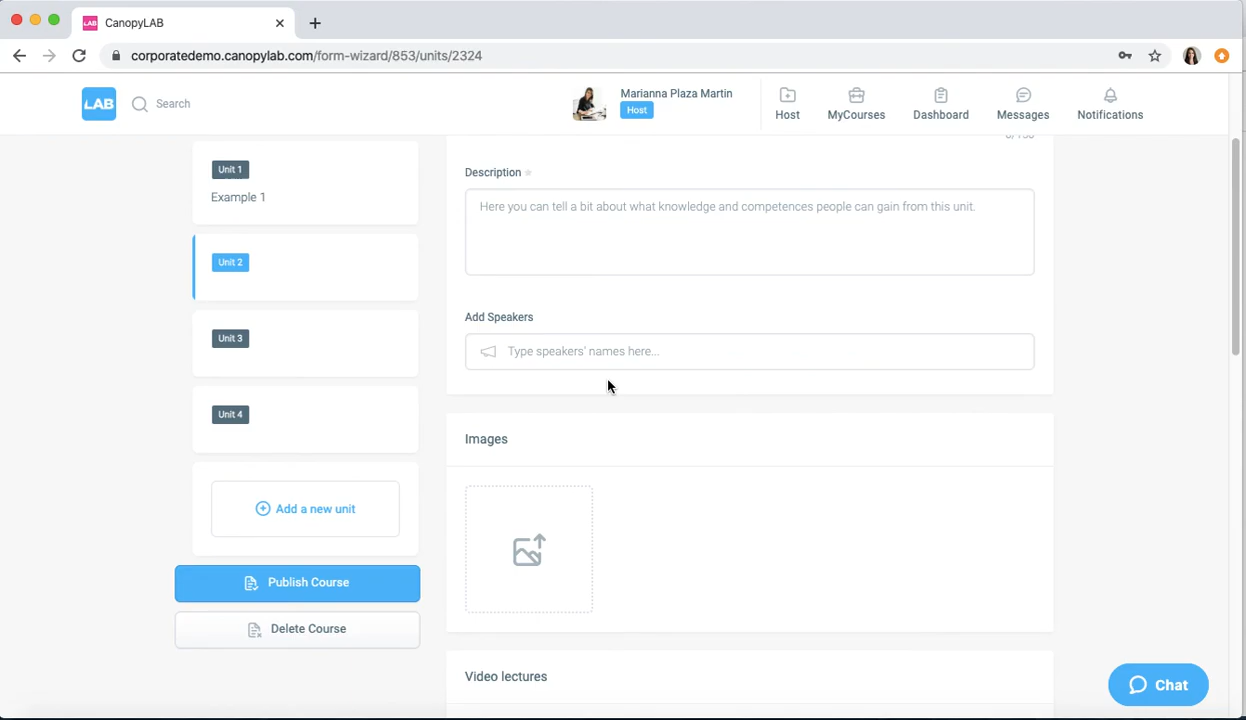 LAB
CanopyLAB
corporatedemo.canopylab.com/form-wizard/853/units/2324
LAB
Search
Marianna Plaza Martin
Host
Host
MyCourses
Dashboard
Messages
Notifications
Unit 1
Example 1
Unit 2
Unit 3
Unit 4
Add a new unit
Publish Course
Delete Course
Description
Here you can tell a bit about what knowledge and competences people can gain from this unit.
Add Speakers
Type speakers' names here...
Images
Video lectures
Chat